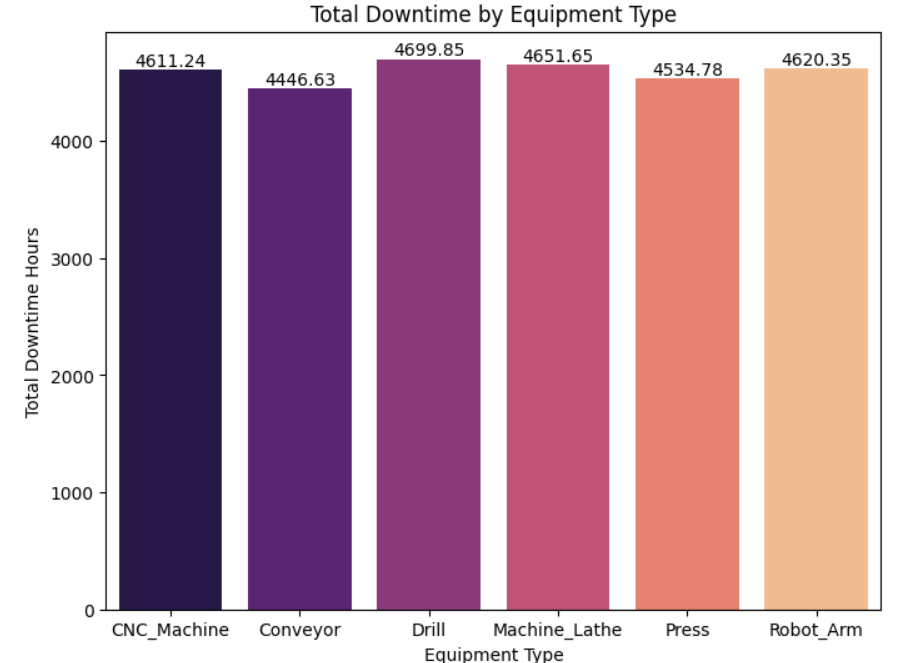 Total Downtime by Equipment Type
4611.24
4446.63
4699.85
4651.65
4534.78
4620.35
Total Downtime Hours
4000
3000
2000
1000
0
CNC_Machine
Conveyor
Drill
Machine_Lathe
Press
Robot_Arm
Equipment Type